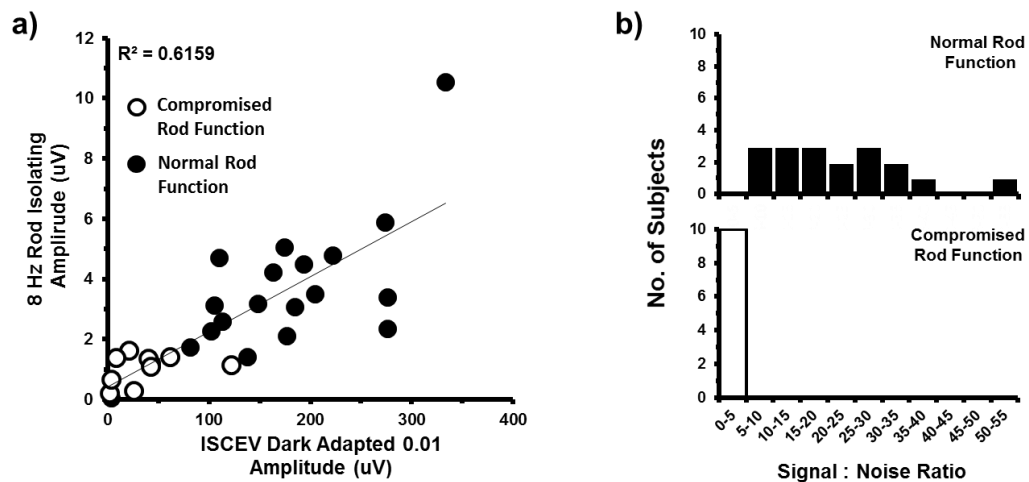 a)
12
10
8
6
4
2
0
8 Hz Rod Isolating
Amplirude (uV)
R² = 0.6159
Compromised
Rod Function
Normal Rod
Function
0
100
200
300
400
ISCEV Dark Adapted 0.01
Amplitude (uV)
b)
No. of Subjects
10
8
6
4
2
0
Normal Rod
Function
10
8
6
4
2
0
Compromised
Rod Function
0-5
5-10
10-15
15-20
20-25
25-30
30-35
35-40
40-45
45-50
50-55
Signal : Noise Ratio